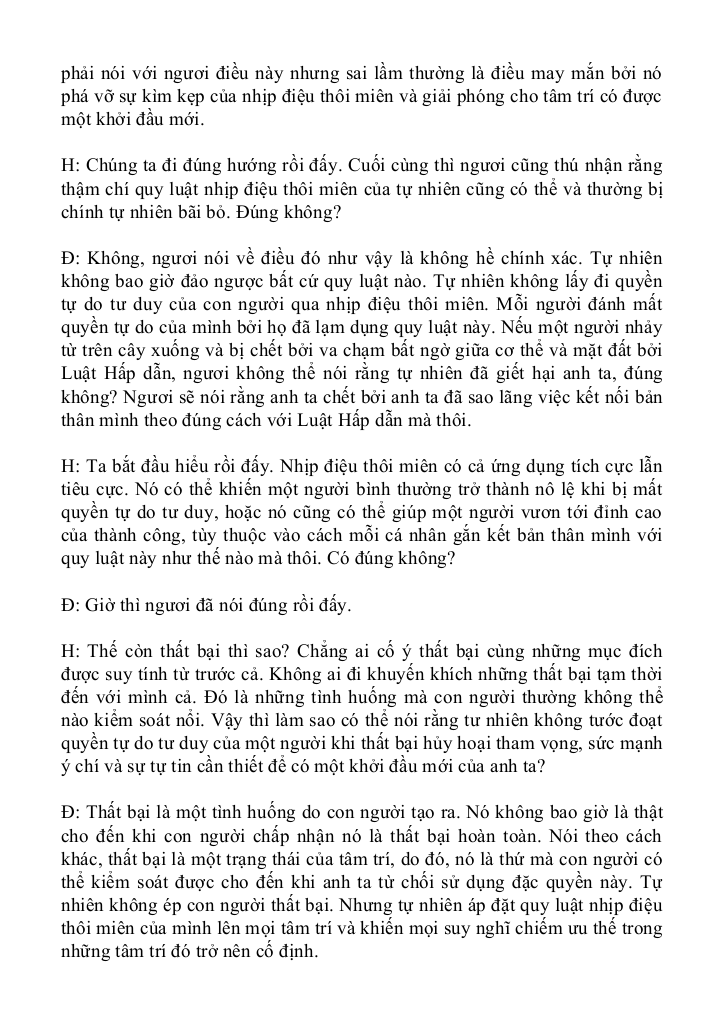 phải nói với ngươi điều này nhưng sai lầm thường là điều may mắn bởi nó
phá vỡ sự kìm kẹp của nhịp điệu thôi miên và giải phóng cho tâm trí có được
một khởi đầu mới.
H: Chúng ta đi đúng hướng rồi đấy. Cuối cùng thì ngươi cũng thú nhận rằng
thậm chí quy luật nhịp điệu thôi miên của tự nhiên cũng có thể và thường bị
chính tự nhiên bãi bỏ. Đúng không?
Đ: Không, ngươi nói về điều đó như vậy là không hề chính xác. Tự nhiên
không bao giờ đảo ngược bất cứ quy luật nào. Tự nhiên không lấy đi quyền
tự do tư duy của con người qua nhịp điệu thôi miên. Mỗi người đánh mất
quyền tự do của mình bởi họ đã lạm dụng quy luật này. Nếu một người nhảy
từ trên cây xuống và bị chết bởi va chạm bất ngờ giữa cơ thể và mặt đất bởi
Luật Hấp dẫn, ngươi không thể nói rằng tự nhiên đã giết hại anh ta, đúng
không? Ngươi sẽ nói rằng anh ta chết bởi anh ta đã sao lãng việc kết nối bản
thân mình theo đúng cách với Luật Hấp dẫn mà thôi.
H: Ta bắt đầu hiểu rồi đấy. Nhịp điệu thôi miên có cả ứng dụng tích cực lẫn
tiêu cực. Nó có thể khiến một người bình thường trở thành nô lệ khi bị mất
quyền tự do tư duy, hoặc nó cũng có thể giúp một người vươn tới đỉnh cao
của thành công, tùy thuộc vào cách mỗi cá nhân gắn kết bản thân mình với
quy luật này như thế nào mà thôi. Có đúng không?
Đ: Giờ thì ngươi đã nói đúng rồi đấy.
H: Thế còn thất bại thì sao? Chẳng ai cố ý thất bại cùng những mục đích
được suy tính từ trước cả. Không ai đi khuyến khích những thất bại tạm thời
đến với mình cả. Đó là những tình huống mà con người thường không thể
nào kiểm soát nổi. Vậy thì làm sao có thể nói rằng tư nhiên không tước đoạt
quyền tự do tư duy của một người khi thất bại hủy hoại tham vọng, sức mạnh
ý chí và sự tự tin cần thiết để có một khởi đầu mới của anh ta?
Đ: Thất bại là một tình huống do con người tạo ra. Nó không bao giờ là thật
cho đến khi con người chấp nhận nó là thất bại hoàn toàn. Nói theo cách
khác, thất bại là một trạng thái của tâm trí, do đó, nó là thứ mà con người có
thể kiểm soát được cho đến khi anh ta từ chối sử dụng đặc quyền này. Tự
nhiên không ép con người thất bại. Nhưng tự nhiên áp đặt quy luật nhịp điệu
thôi miên của mình lên mọi tâm trí và khiến mọi suy nghĩ chiếm ưu thế trong
những tâm trí đó trở nên cố định.